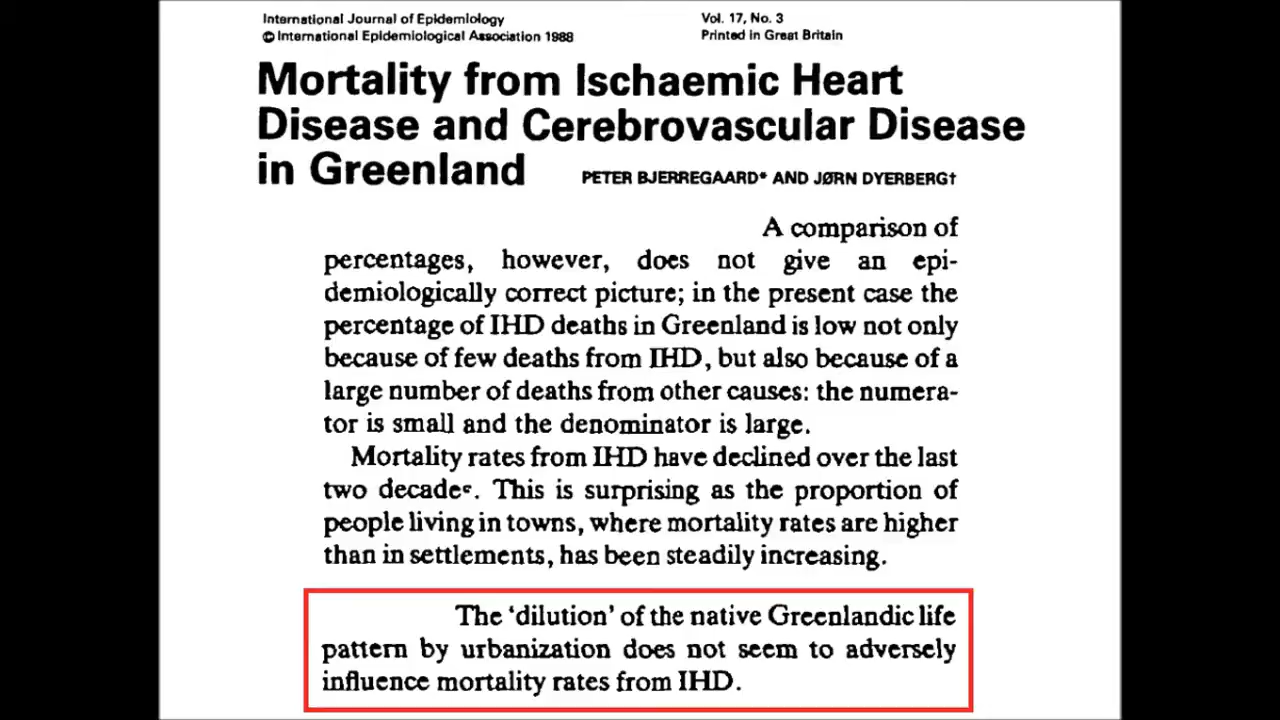 International Journal of Epidemiology
© International Epidemiological Association 1988
Vol. 17, No. 3
Printed in Great Britain
Mortality from Ischaemic Heart
Disease and Cerebrovascular Disease
in Greenland
PETER BJERREGAARD* AND JØRN DYERBERG†
A comparison of
percentages, however, does not give an epi-
demiologically correct picture; in the present case the
percentage of IHD deaths in Greenland is low not only
because of few deaths from IHD, but also because of a
large number of deaths from other causes: the numera-
tor is small and the denominator is large.
Mortality rates from IHD have declined over the last
two decades. This is surprising as the proportion of
people living in towns, where mortality rates are higher
than in settlements, has been steadily increasing.
The ‘dilution’ of the native Greenlandic life
pattern by urbanization does not seem to adversely
influence mortality rates from IHD.